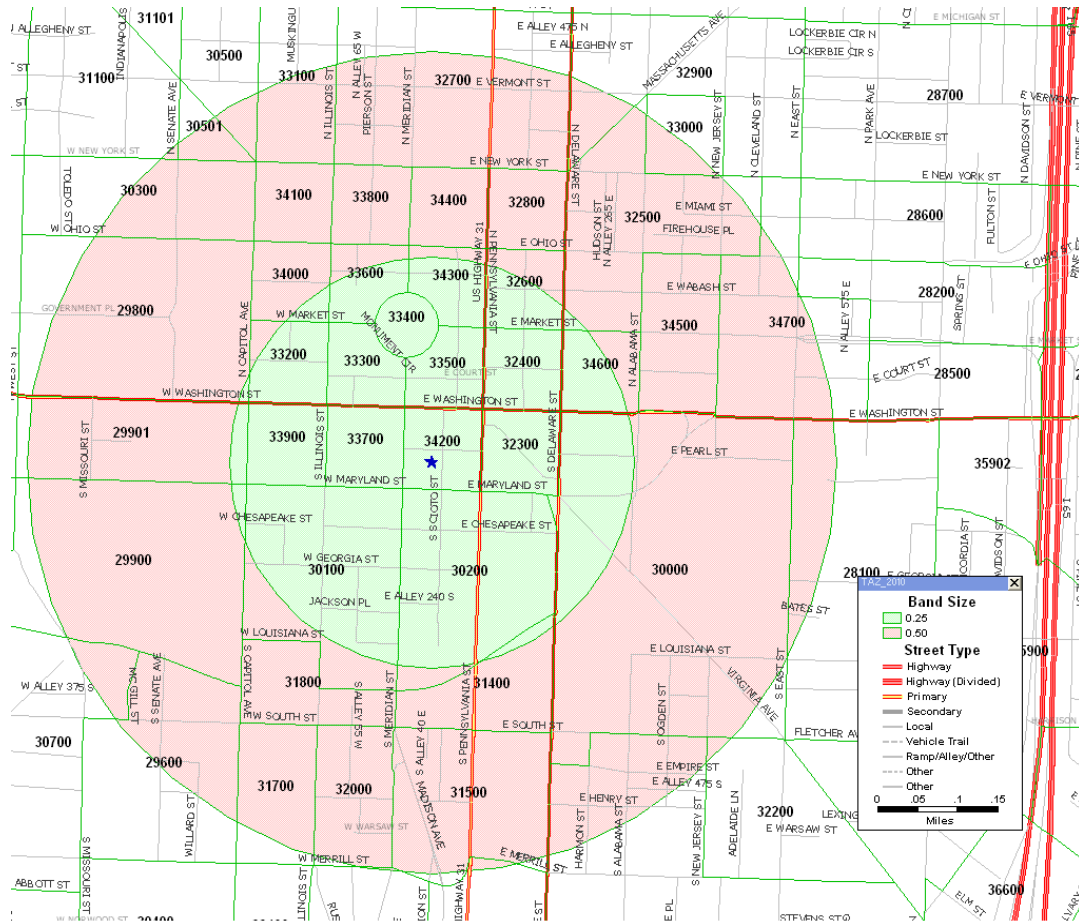 31101
E ALLEY 475 N
E MICHIGAN ST
W ALLEGHENY ST
INDIANAPOLIS
30500
MUSKINGU
N ALLEY 65 W
E ALLEGHENY ST
MASSACHUSETTS AVE
LOCKERBIE CIR N
LOCKERBIE CIR S
31100
33100
32700
E VERMONT ST
32900
28700
E VERMONT ST
N SENATE AVE
30501
N ILLINOIS ST
PIERSON ST
N MERIDIAN ST
N DELAWARE ST
33000
N NEW JERSEY ST
N CLEVELAND ST
N EAST ST
N PARK AVE
LOCKERBIE ST
N DAVIDSON ST
W NEW YORK ST
E NEW YORK ST
E NEW YORK ST
TOLEDO ST
30300
34100
33800
34400
32800
HUDSON ST
N ALLEY 265 E
32500
E MIAMI ST
FIREHOUSE PL
28600
FULTON ST
W OHIO ST
E OHIO ST
E OHIO ST
US HIGHWAY 31
N PENNSYLVANIA ST
34000
33600
34300
32600
E WABASH ST
28200
SPRING ST
GOVERNMENT PL
29800
N CAPITOL AVE
W MARKET ST
MONUMENT CIR
33400
E MARKET ST
N ALABAMA ST
34500
34700
N ALLEY 575 E
E MARKET ST
33200
33300
33500
E COURT ST
32400
34600
E COURT ST
28500
W WASHINGTON ST
E WASHINGTON ST
E WASHINGTON ST
29901
S MISSOURI ST
33900
S ILLINOIS ST
33700
34200
32300
S DELAWARE ST
E PEARL ST
35902
W MARYLAND ST
S SCIOTO ST
E MARYLAND ST
I 65
W CHESAPEAKE ST
E CHESAPEAKE ST
29900
W GEORGIA ST
30100
30200
30000
28100
JACKSON PL
E ALLEY 240 S
BATES ST
W LOUISIANA ST
E LOUISIANA ST
W ALLEY 375 S
MC GILL ST
S SENATE AVE
S CAPITOL AVE
31800
S ALLEY 55 W
S MERIDIAN ST
S ALLEY 40 E
S PENNSYLVANIA ST
31400
S OGDEN ST
VIRGINIA AVE
S EAST ST
W SOUTH ST
E SOUTH ST
FLETCHER AV
30700
29600
31700
32000
S MADISON AVE
31500
E EMPIRE ST
E ALLEY 475 S
E HENRY ST
32200
LEXING
E WARSAW ST
WILLARD ST
W WARSAW ST
HARMON ST
S ALABAMA ST
S NEW JERSEY ST
ADELAIDE LN
S MISSOURI ST
W MERRILL ST
E MERRILL ST
ABBOTT ST
ELM ST
36600
W NORWOOD ST
STEVENS ST
TAZ_2010
Band Size
0.25
0.50
Street Type
Highway
Highway (Divided)
Primary
Secondary
Local
Vehicle Trail
Ramp/Alley/Other
Other
Other
0 .05 .1 .15
Miles